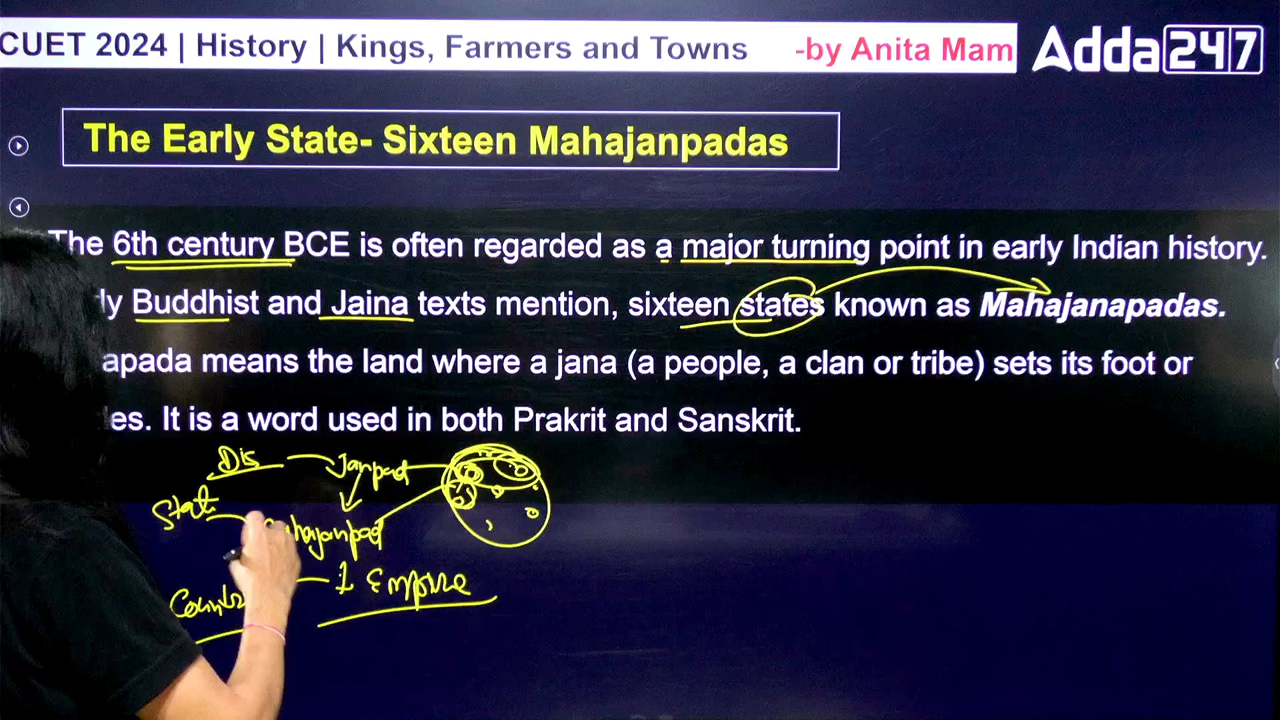 CUET 2024 | History | Kings, Farmers and Towns -by Anita Mam Adda247
The Early State- Sixteen Mahajanpadas
The 6th century BCE is often regarded as a major turning point in early Indian history.
ly Buddhist and Jaina texts mention, sixteen states known as Mahajanapadas.
apada means the land where a jana (a people, a clan or tribe) sets its foot or
es. It is a word used in both Prakrit and Sanskrit.
Dis Janpad
State hajanpad
1 Empire